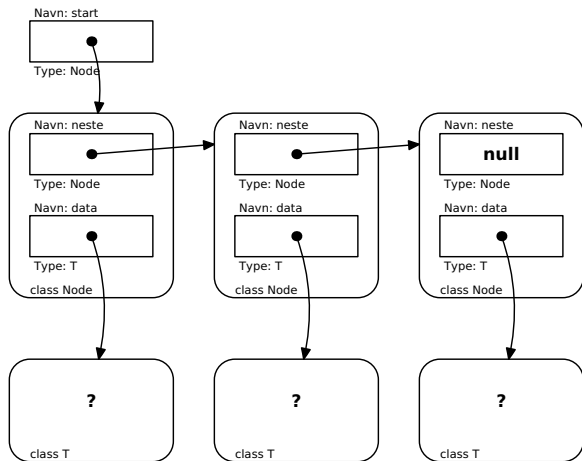 Navn: start
Type: Node
Navn: neste
Navn: neste
Navn: neste
null
Type: Node
Type: Node
Type: Node
Navn: data
Navn: data
Navn: data
Type: T
Type: T
Type: T
class Node
class Node
class Node
?
?
?
class T
class T
class T